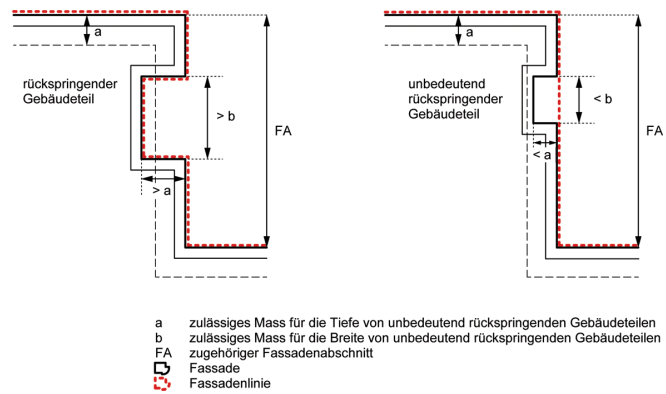 a
rückspringender
Gebäudeteil
> b
FA
> a
a
unbedeutend
rückspringender
Gebäudeteil
< b
FA
< a
a zulässiges Mass für die Tiefe von unbedeutend rückspringenden Gebäudeteilen
b zulässiges Mass für die Breite von unbedeutend rückspringenden Gebäudeteilen
FA zugehöriger Fassadenabschnitt
Fassade
Fassadenlinie